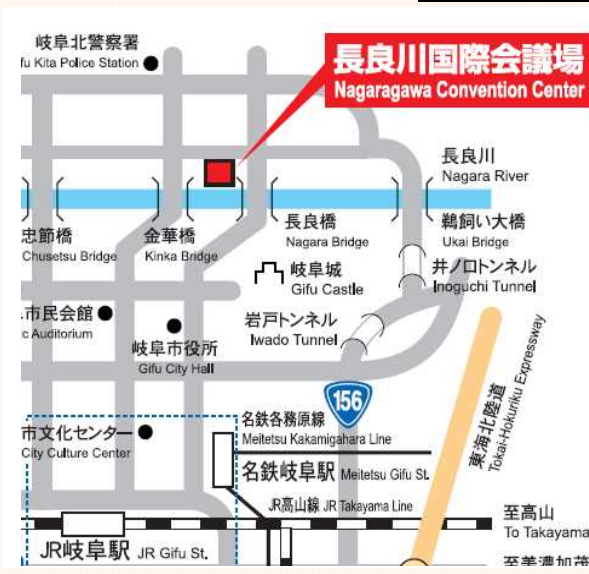 岐阜北警察署
fu Kita Police Station
長良川国際会議場
Nagaragawa Convention Center
長良川
Nagara River
忠節橋
Chusetsu Bridge
金華橋
Kinka Bridge
長良橋
Nagara Bridge
鵜飼い大橋
Ukai Bridge
岐阜城
Gifu Castle
井ノ口トンネル
Inoguchi Tunnel
市民会館
c Auditorium
岐阜市役所
Gifu City Hall
岩戸トンネル
Iwado Tunnel
156
東海北陸道
Tokai-Hokuriku Expressway
市文化センター
City Culture Center
名鉄各務原線
Meitetsu Kakamigahara Line
名鉄岐阜駅 Meitetsu Gifu St.
JR高山線 JR Takayama Line
至高山
To Takayama
JR岐阜駅 JR Gifu St.
至美濃加茂